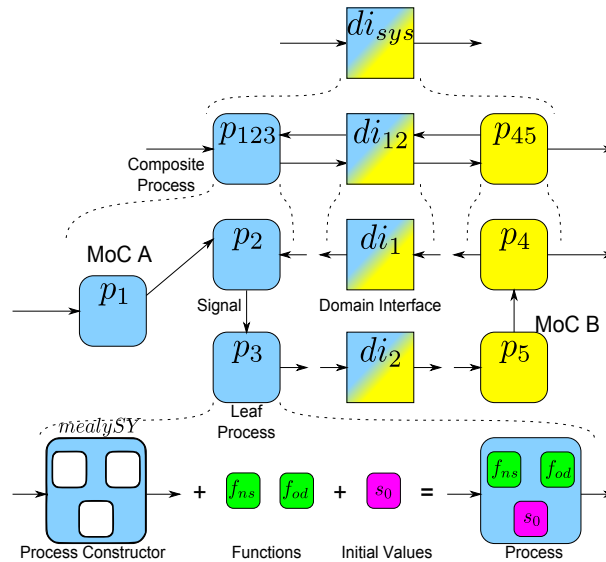 di_sys
p_123
di_12
p_45
Composite
Process
MoC A
p_2
di_1
p_4
p_1
Signal
Domain Interface
MoC B
p_3
di_2
p_5
Leaf
Process
mealySY
+
f_ns
f_od
+
s_0
=
f_ns
f_od
s_0
Process Constructor
Functions
Initial Values
Process